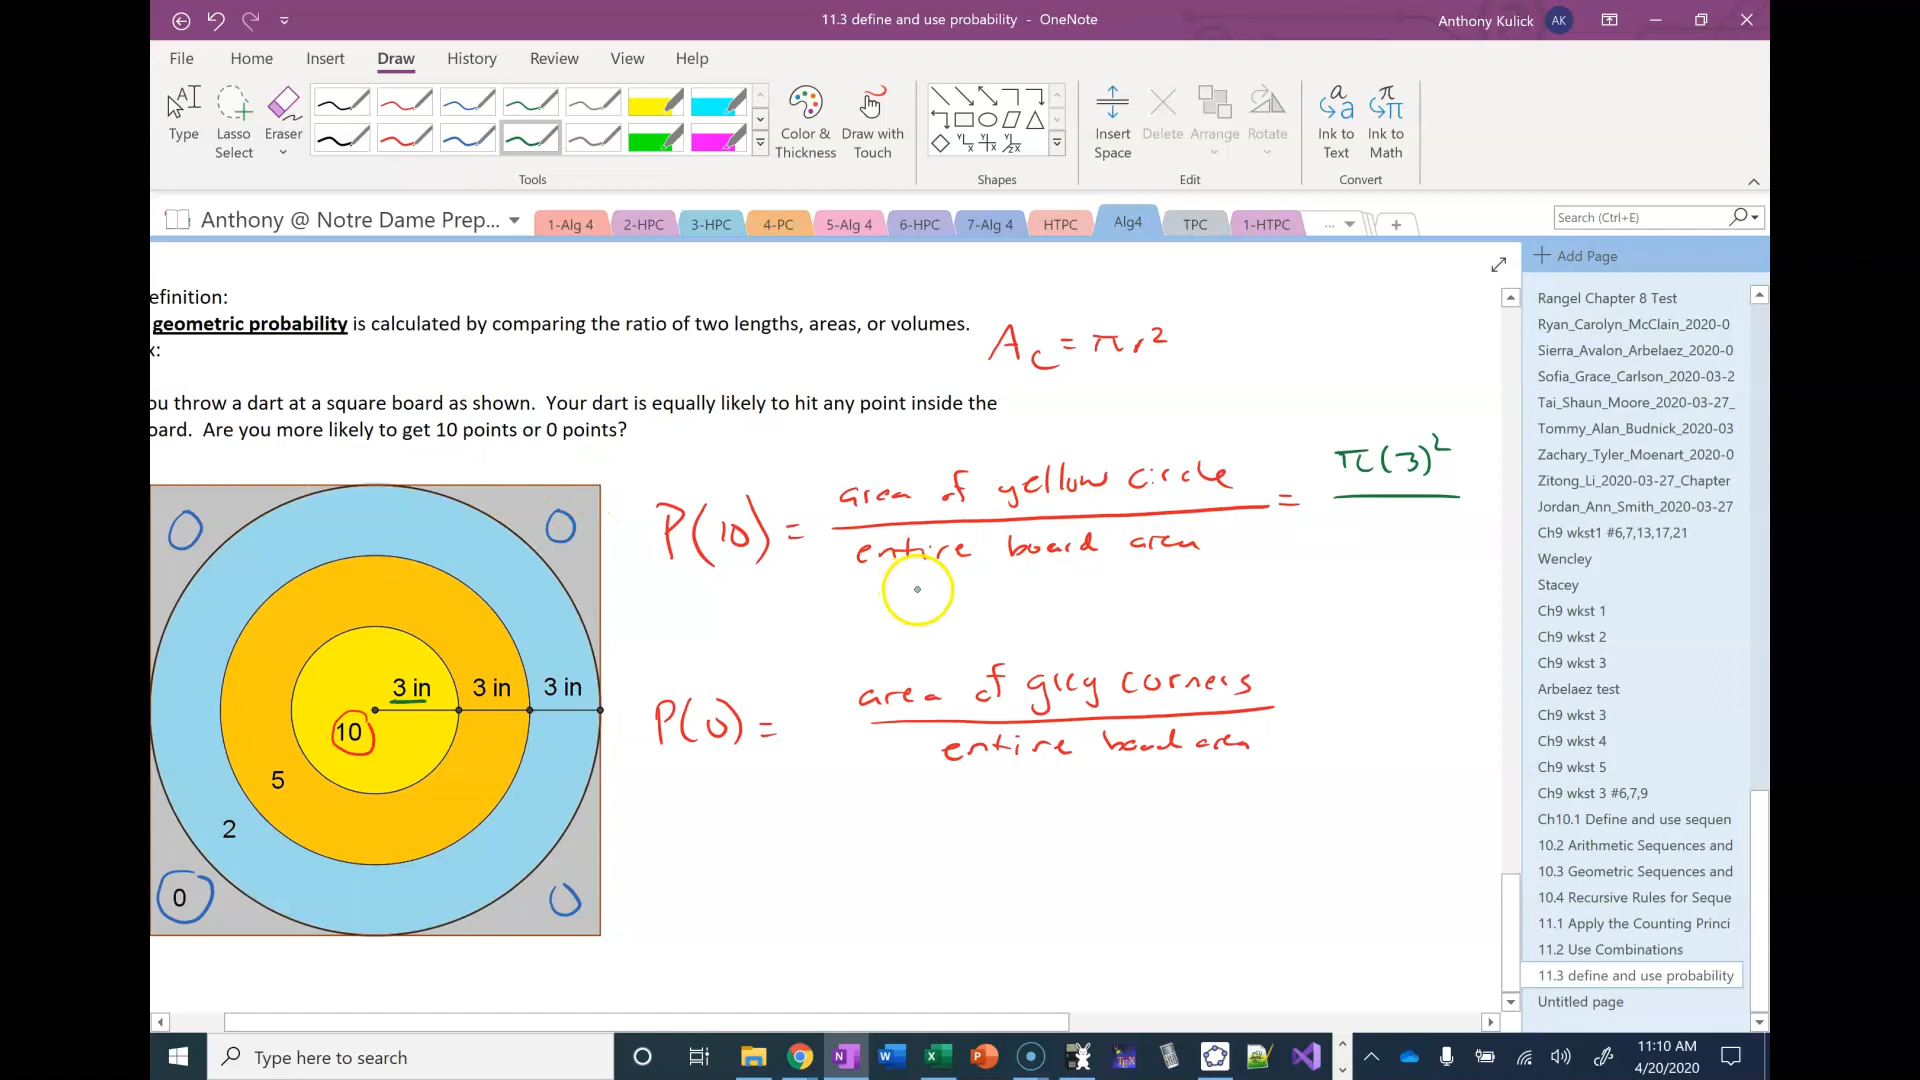 11.3 define and use probability - OneNote
Anthony Kulick AK
File Home Insert Draw History Review View Help
Type
Lasso Select
Eraser
Color & Thickness
Draw with Touch
Insert Space
Delete
Arrange
Rotate
Ink to Text
Ink to Math
Tools
Shapes
Edit
Convert
Anthony @ Notre Dame Prep...
1-Alg 4 2-HPC 3-HPC 4-PC 5-Alg 4 6-HPC 7-Alg 4 HTPC Alg4 TPC 1-HTPC ...
Search (Ctrl+E)
efinition:
geometric probability is calculated by comparing the ratio of two lengths, areas, or volumes.
x:
A_C = πr²
ou throw a dart at a square board as shown. Your dart is equally likely to hit any point inside the
oard. Are you more likely to get 10 points or 0 points?
P(10) = area of yellow circle / entire board area = π(3)²
P(0) = area of grey corners / entire board area
0 0
3 in 3 in 3 in
10
5
2
0 0
Add Page
Rangel Chapter 8 Test
Ryan_Carolyn_McClain_2020-0
Sierra_Avalon_Arbelaez_2020-0
Sofia_Grace_Carlson_2020-03-2
Tai_Shaun_Moore_2020-03-27_
Tommy_Alan_Budnick_2020-03
Zachary_Tyler_Moenart_2020-0
Zitong_Li_2020-03-27_Chapter
Jordan_Ann_Smith_2020-03-27
Ch9 wkst1 #6,7,13,17,21
Wencley
Stacey
Ch9 wkst 1
Ch9 wkst 2
Ch9 wkst 3
Arbelaez test
Ch9 wkst 3
Ch9 wkst 4
Ch9 wkst 5
Ch9 wkst 3 #6,7,9
Ch10.1 Define and use sequen
10.2 Arithmetic Sequences and
10.3 Geometric Sequences and
10.4 Recursive Rules for Seque
11.1 Apply the Counting Princi
11.2 Use Combinations
11.3 define and use probability
Untitled page
Type here to search
11:10 AM
4/20/2020